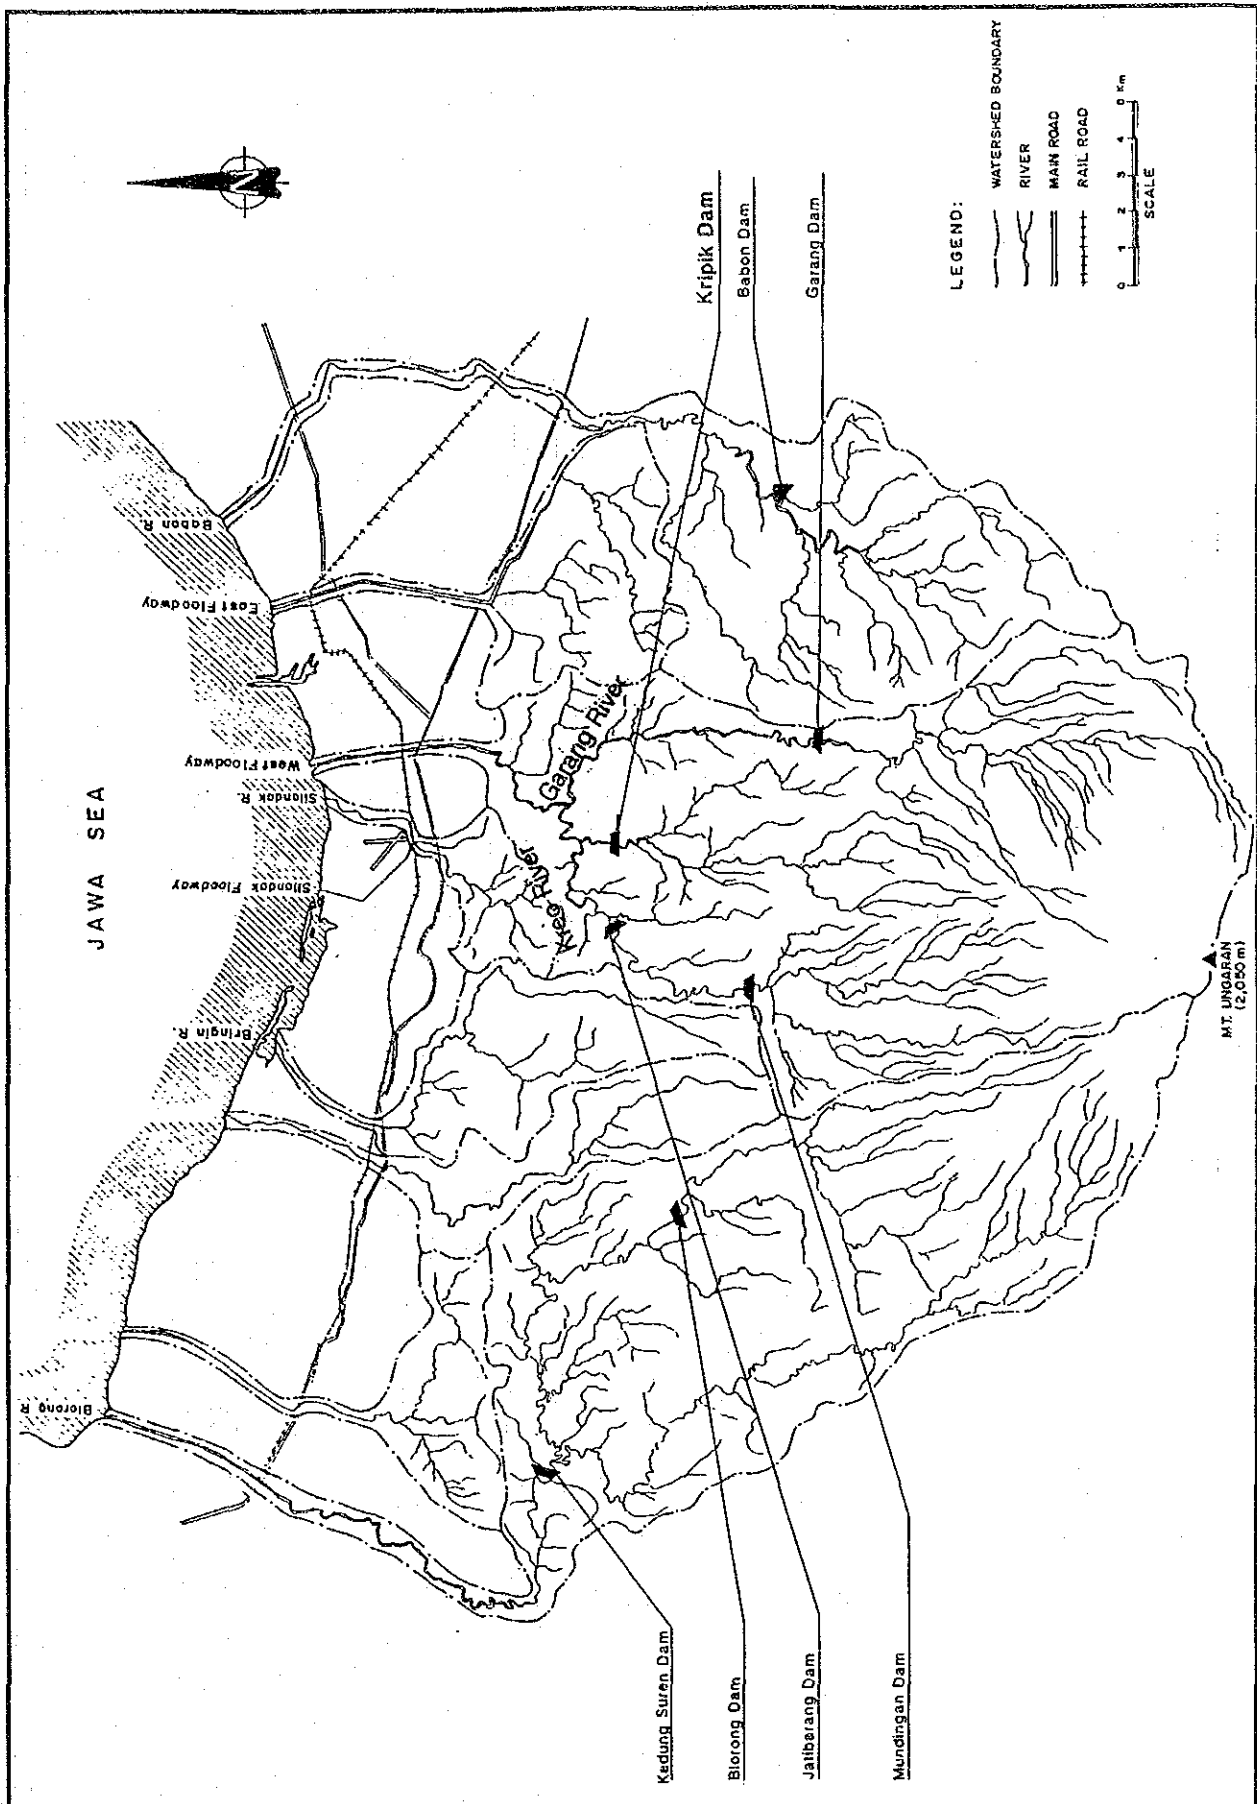 JAWA SEA
N
Blorong R
Bringin R.
Silandak Floodway
Silandak R.
West Floodway
East Floodway
Babon R.
Garang River
Kreo River
Kripik Dam
Babon Dam
Garang Dam
Kedung Suren Dam
Blorong Dam
Jatibarang Dam
Mundingan Dam
MT. UNGARAN
(2,050 m)
LEGEND:
WATERSHED BOUNDARY
RIVER
MAIN ROAD
RAIL ROAD
0 1 2 3 4 5 Km
SCALE